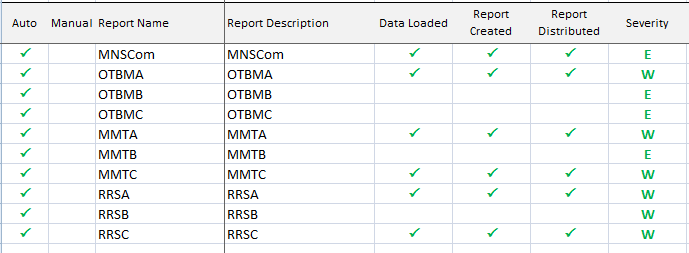 Auto Manual Report Name Report Description Data Loaded Report Created Report Distributed Severity
✓ MNSCom MNSCom ✓ ✓ ✓ E
✓ OTBMA OTBMA ✓ ✓ ✓ W
✓ OTBMB OTBMB E
✓ OTBMC OTBMC E
✓ MMTA MMTA ✓ ✓ ✓ W
✓ MMTB MMTB E
✓ MMTC MMTC ✓ ✓ ✓ W
✓ RRSA RRSA ✓ ✓ ✓ W
✓ RRSB RRSB W
✓ RRSC RRSC ✓ ✓ ✓ W